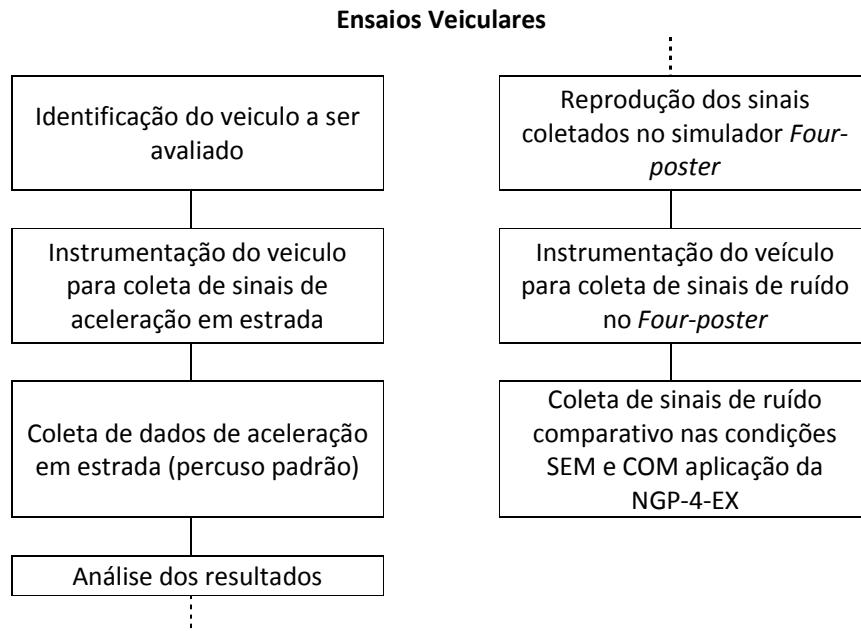 Ensaios Veiculares
Identificação do veiculo a ser
avaliado
Instrumentação do veiculo
para coleta de sinais de
aceleração em estrada
Coleta de dados de aceleração
em estrada (percuso padrão)
Análise dos resultados
Reprodução dos sinais
coletados no simulador Four-
poster
Instrumentação do veículo
para coleta de sinais de ruído
no Four-poster
Coleta de sinais de ruído
comparativo nas condições
SEM e COM aplicação da
NGP-4-EX